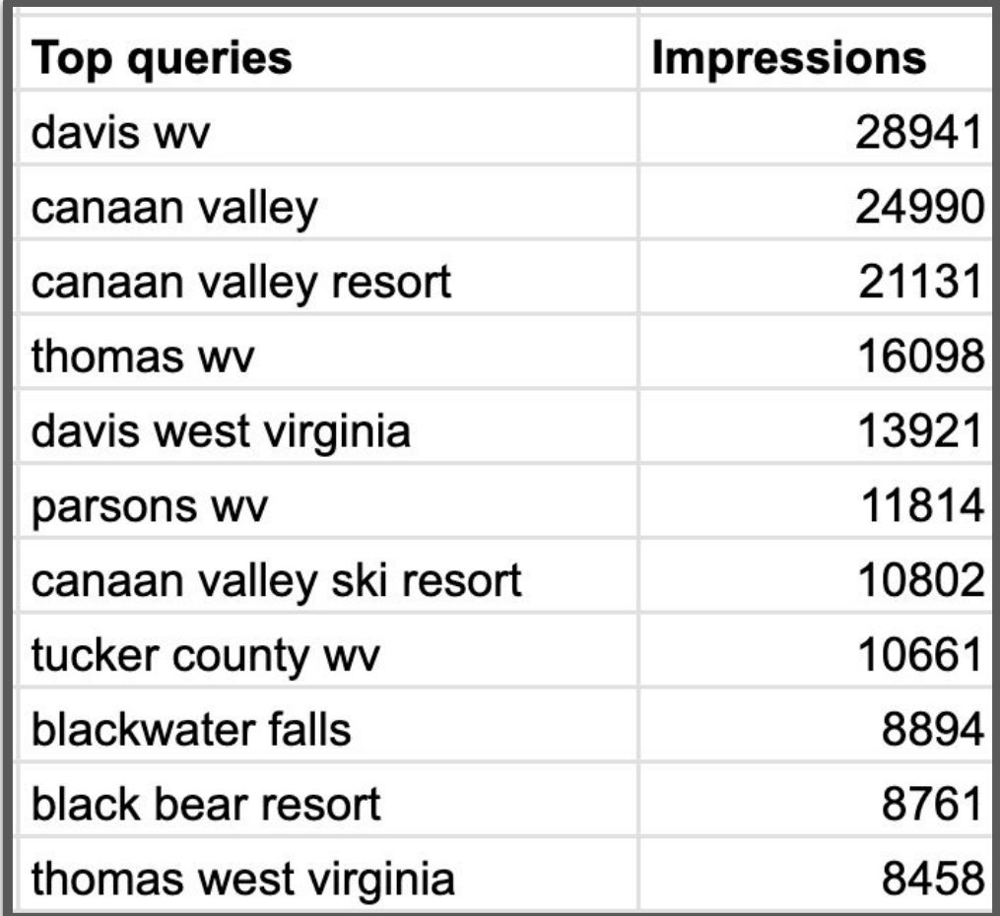 Top queries Impressions
davis wv 28941
canaan valley 24990
canaan valley resort 21131
thomas wv 16098
davis west virginia 13921
parsons wv 11814
canaan valley ski resort 10802
tucker county wv 10661
blackwater falls 8894
black bear resort 8761
thomas west virginia 8458